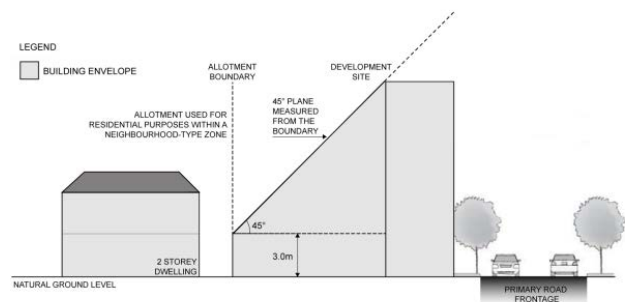 LEGEND
BUILDING ENVELOPE
ALLOTMENT
BOUNDARY
DEVELOPMENT
SITE
ALLOTMENT USED FOR
RESIDENTIAL PURPOSES WITHIN A
NEIGHBOURHOOD-TYPE ZONE
45° PLANE
MEASURED
FROM THE
BOUNDARY
45°
3.0m
2 STOREY
DWELLING
NATURAL GROUND LEVEL
PRIMARY ROAD
FRONTAGE